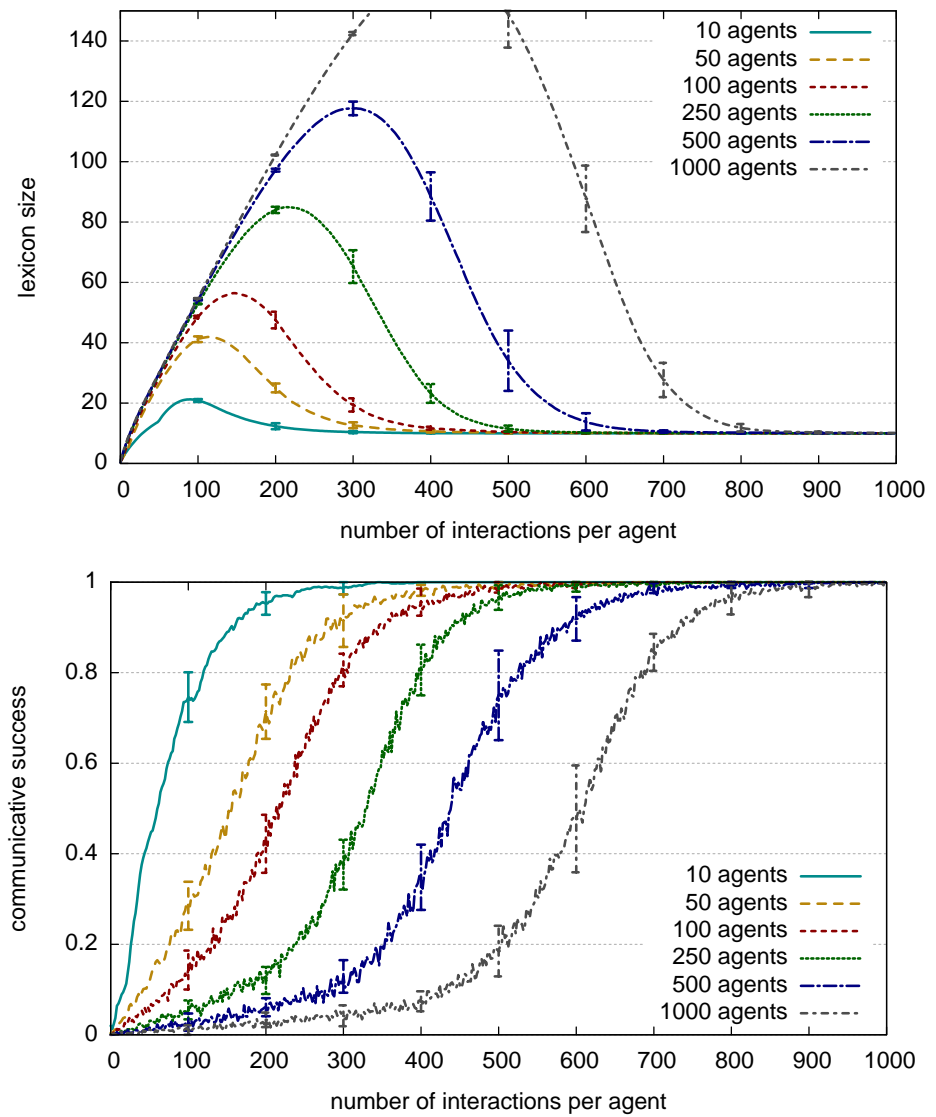 140
120
100
80
60
40
20
0
lexicon size
10 agents
50 agents
100 agents
250 agents
500 agents
1000 agents
0 100 200 300 400 500 600 700 800 900 1000
number of interactions per agent
1
0.8
0.6
0.4
0.2
0
communicative success
10 agents
50 agents
100 agents
250 agents
500 agents
1000 agents
0 100 200 300 400 500 600 700 800 900 1000
number of interactions per agent